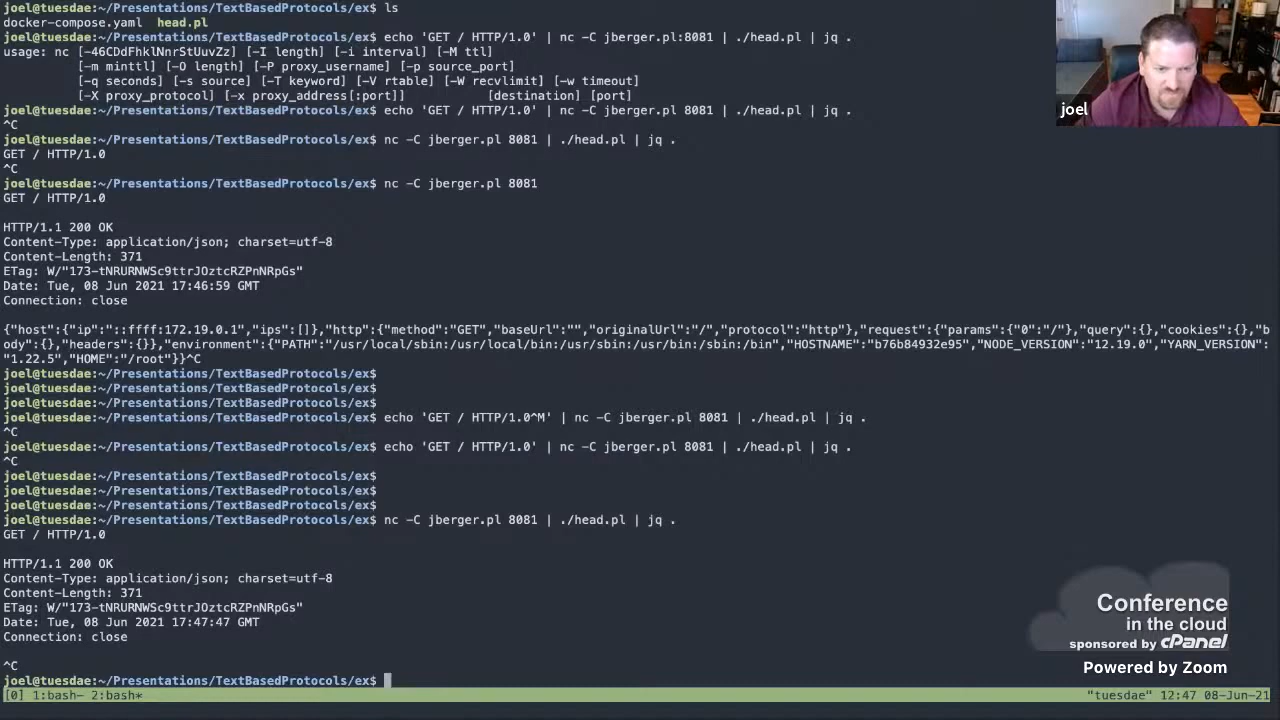 joel@tuesdae:~/Presentations/TextBasedProtocols/ex$ ls
docker-compose.yaml  head.pl
joel@tuesdae:~/Presentations/TextBasedProtocols/ex$ echo 'GET / HTTP/1.0' | nc -C jberger.pl:8081 | ./head.pl | jq .
usage: nc [-46CDdFhklNnrStUuvZz] [-I length] [-i interval] [-M ttl]
          [-m minttl] [-O length] [-P proxy_username] [-p source_port]
          [-q seconds] [-s source] [-T keyword] [-V rtable] [-W recvlimit] [-w timeout]
          [-X proxy_protocol] [-x proxy_address[:port]]           [destination] [port]
joel@tuesdae:~/Presentations/TextBasedProtocols/ex$ echo 'GET / HTTP/1.0' | nc -C jberger.pl 8081 | ./head.pl | jq .
^C
joel@tuesdae:~/Presentations/TextBasedProtocols/ex$ nc -C jberger.pl 8081 | ./head.pl | jq .
GET / HTTP/1.0
^C
joel@tuesdae:~/Presentations/TextBasedProtocols/ex$ nc -C jberger.pl 8081
GET / HTTP/1.0

HTTP/1.1 200 OK
Content-Type: application/json; charset=utf-8
Content-Length: 371
ETag: W/"173-tNRURNWSc9ttrJOztcRZPnNRpGs"
Date: Tue, 08 Jun 2021 17:46:59 GMT
Connection: close

{"host":{"ip":"::ffff:172.19.0.1","ips":[]},"http":{"method":"GET","baseUrl":"","originalUrl":"/","protocol":"http"},"request":{"params":{"0":"/"},"query":{},"cookies":{},"b
ody":{},"headers":{}},"environment":{"PATH":"/usr/local/sbin:/usr/local/bin:/usr/sbin:/usr/bin:/sbin:/bin","HOSTNAME":"b76b84932e95","NODE_VERSION":"12.19.0","YARN_VERSION":
"1.22.5","HOME":"/root"}}^C
joel@tuesdae:~/Presentations/TextBasedProtocols/ex$
joel@tuesdae:~/Presentations/TextBasedProtocols/ex$
joel@tuesdae:~/Presentations/TextBasedProtocols/ex$
joel@tuesdae:~/Presentations/TextBasedProtocols/ex$ echo 'GET / HTTP/1.0^M' | nc -C jberger.pl 8081 | ./head.pl | jq .
^C
joel@tuesdae:~/Presentations/TextBasedProtocols/ex$ echo 'GET / HTTP/1.0' | nc -C jberger.pl 8081 | ./head.pl | jq .
^C
joel@tuesdae:~/Presentations/TextBasedProtocols/ex$
joel@tuesdae:~/Presentations/TextBasedProtocols/ex$
joel@tuesdae:~/Presentations/TextBasedProtocols/ex$
joel@tuesdae:~/Presentations/TextBasedProtocols/ex$ nc -C jberger.pl 8081 | ./head.pl | jq .
GET / HTTP/1.0

HTTP/1.1 200 OK
Content-Type: application/json; charset=utf-8
Content-Length: 371
ETag: W/"173-tNRURNWSc9ttrJOztcRZPnNRpGs"
Date: Tue, 08 Jun 2021 17:47:47 GMT
Connection: close

^C
joel@tuesdae:~/Presentations/TextBasedProtocols/ex$
[0] 1:bash- 2:bash*
"tuesdae" 12:47 08-Jun-21
joel
Conference
in the cloud
sponsored by cPanel
Powered by Zoom